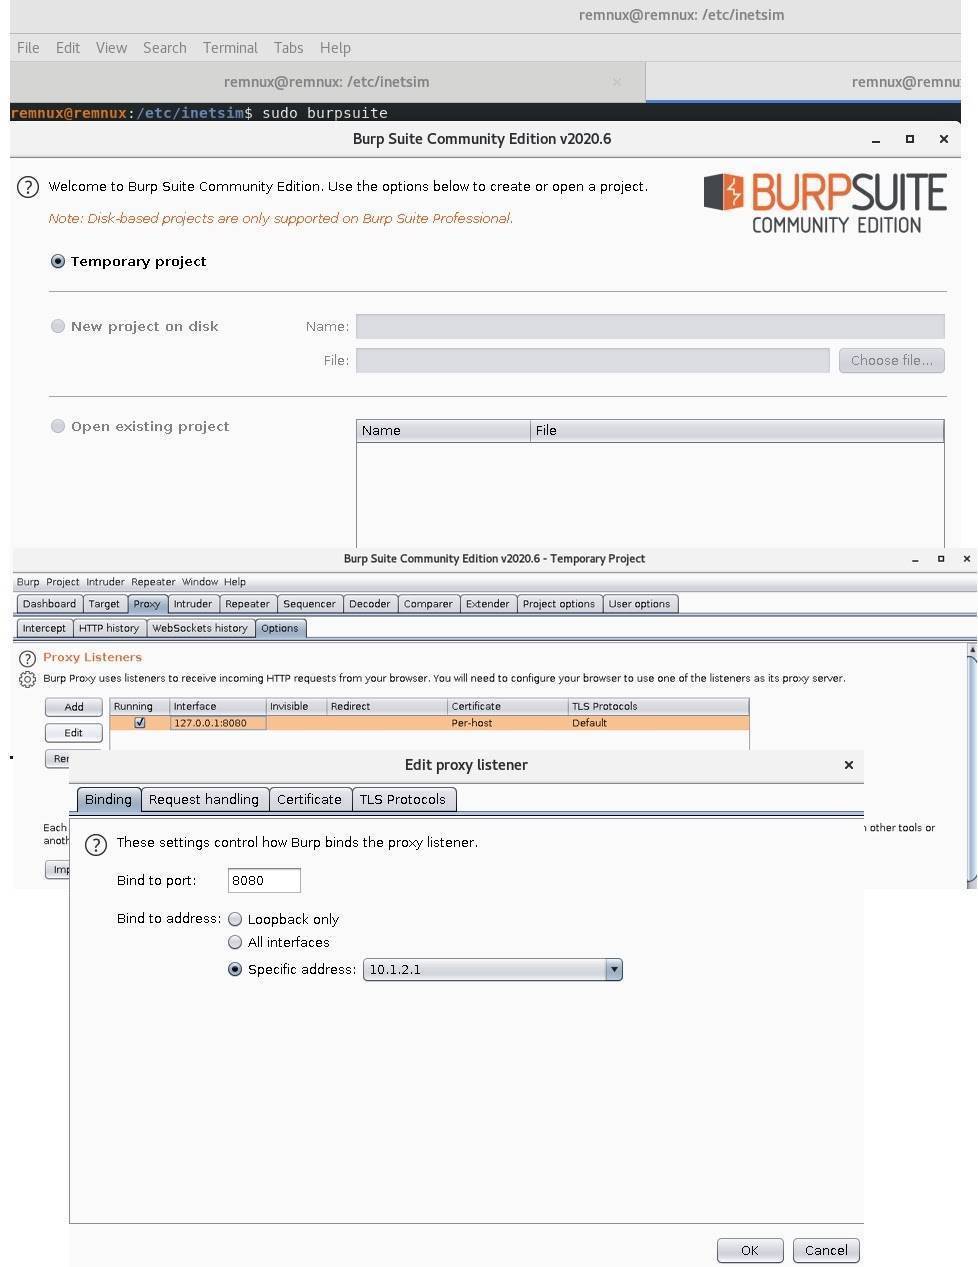 remnux@remnux: /etc/inetsim
File Edit View Search Terminal Tabs Help
remnux@remnux: /etc/inetsim × remnux@remnu
remnux@remnux:/etc/inetsim$ sudo burpsuite
Burp Suite Community Edition v2020.6
Welcome to Burp Suite Community Edition. Use the options below to create or open a project.
Note: Disk-based projects are only supported on Burp Suite Professional.
BURPSUITE
COMMUNITY EDITION
Temporary project
New project on disk Name:
File: Choose file...
Open existing project Name File
Burp Suite Community Edition v2020.6 - Temporary Project
Burp Project Intruder Repeater Window Help
Dashboard Target Proxy Intruder Repeater Sequencer Decoder Comparer Extender Project options User options
Intercept HTTP history WebSockets history Options
Proxy Listeners
Burp Proxy uses listeners to receive incoming HTTP requests from your browser. You will need to configure your browser to use one of the listeners as its proxy server.
Add Running Interface Invisible Redirect Certificate TLS Protocols
127.0.0.1:8080 Per-host Default
Edit
Rer
Edit proxy listener
Binding Request handling Certificate TLS Protocols
Each other tools or
anoth
These settings control how Burp binds the proxy listener.
Imp
Bind to port: 8080
Bind to address: Loopback only
All interfaces
Specific address: 10.1.2.1
OK Cancel